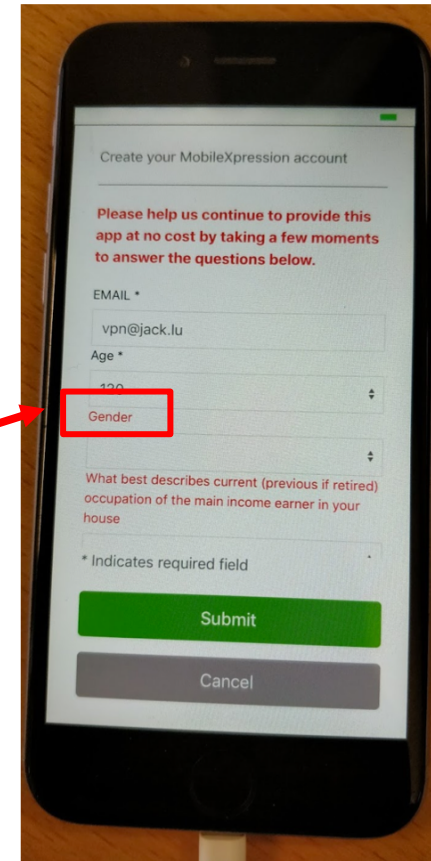 Create your MobileXpression account
Please help us continue to provide this
app at no cost by taking a few moments
to answer the questions below.
EMAIL *
vpn@jack.lu
Age *
120
Gender
What best describes current (previous if retired)
occupation of the main income earner in your
house
* Indicates required field
Submit
Cancel